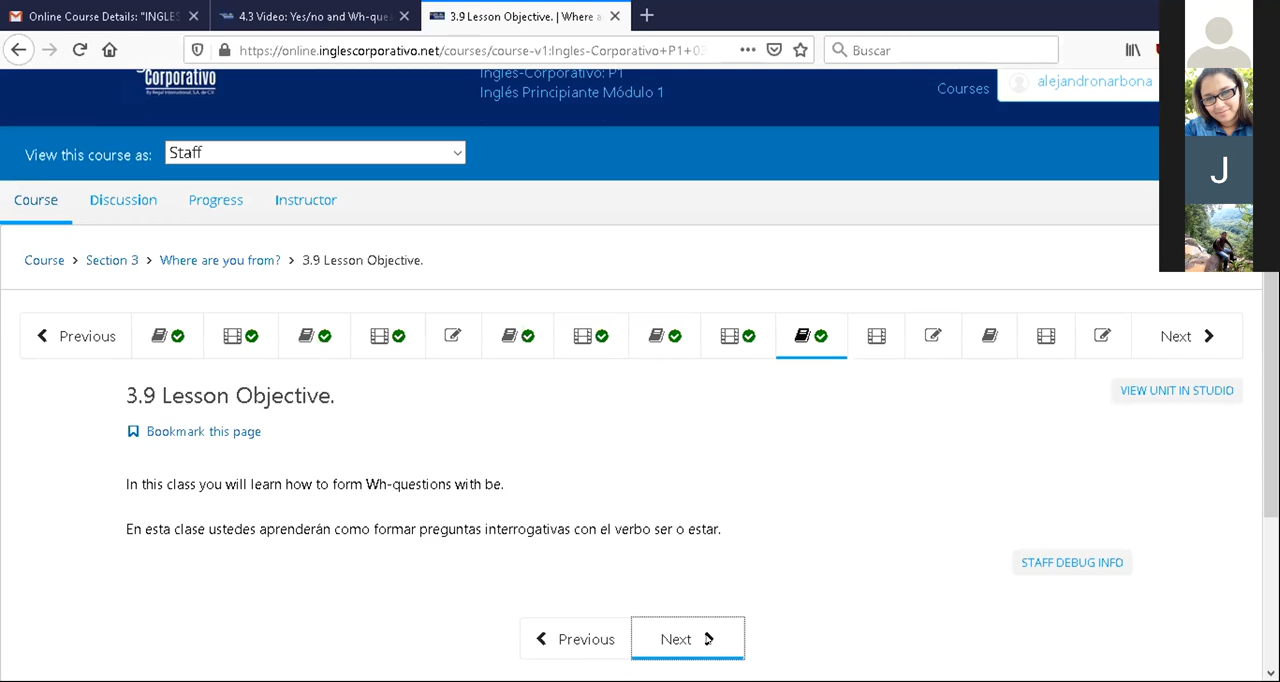 Online Course Details: "INGLES
4.3 Video: Yes/no and Wh-ques
3.9 Lesson Objective. | Where a
https://online.inglescorporativo.net/courses/course-v1:Ingles-Corporativo+P1+03
Buscar
Corporativo
By Regal International, S.A. de C.V.
Ingles-Corporativo: P1
Inglés Principiante Módulo 1
Courses
alejandronarbona
View this course as:
Staff
Course
Discussion
Progress
Instructor
Course > Section 3 > Where are you from? > 3.9 Lesson Objective.
Previous
Next
3.9 Lesson Objective.
VIEW UNIT IN STUDIO
Bookmark this page
In this class you will learn how to form Wh-questions with be.
En esta clase ustedes aprenderán como formar preguntas interrogativas con el verbo ser o estar.
STAFF DEBUG INFO
Previous
Next
J